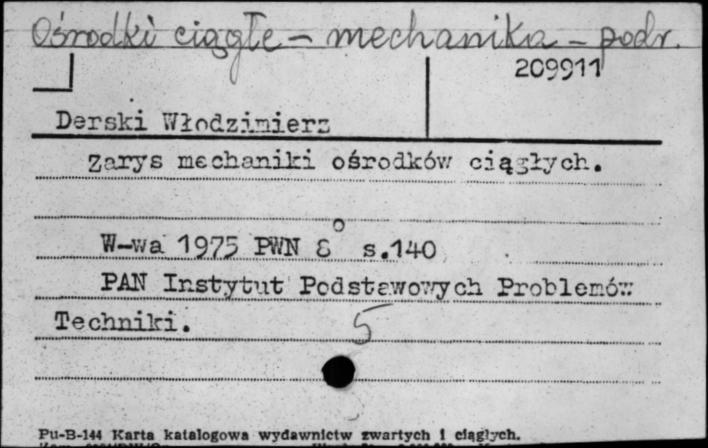 Ośrodki ciągłe – mechanika – podr.
209911
Derski Włodzimierz
Zarys mechaniki ośrodków ciągłych.
W-wa 1975 PWN 8° s.140
PAN Instytut Podstawowych Problemów
Techniki.
5
Pu-B-144 Karta katalogowa wydawnictw zwartych i ciągłych.